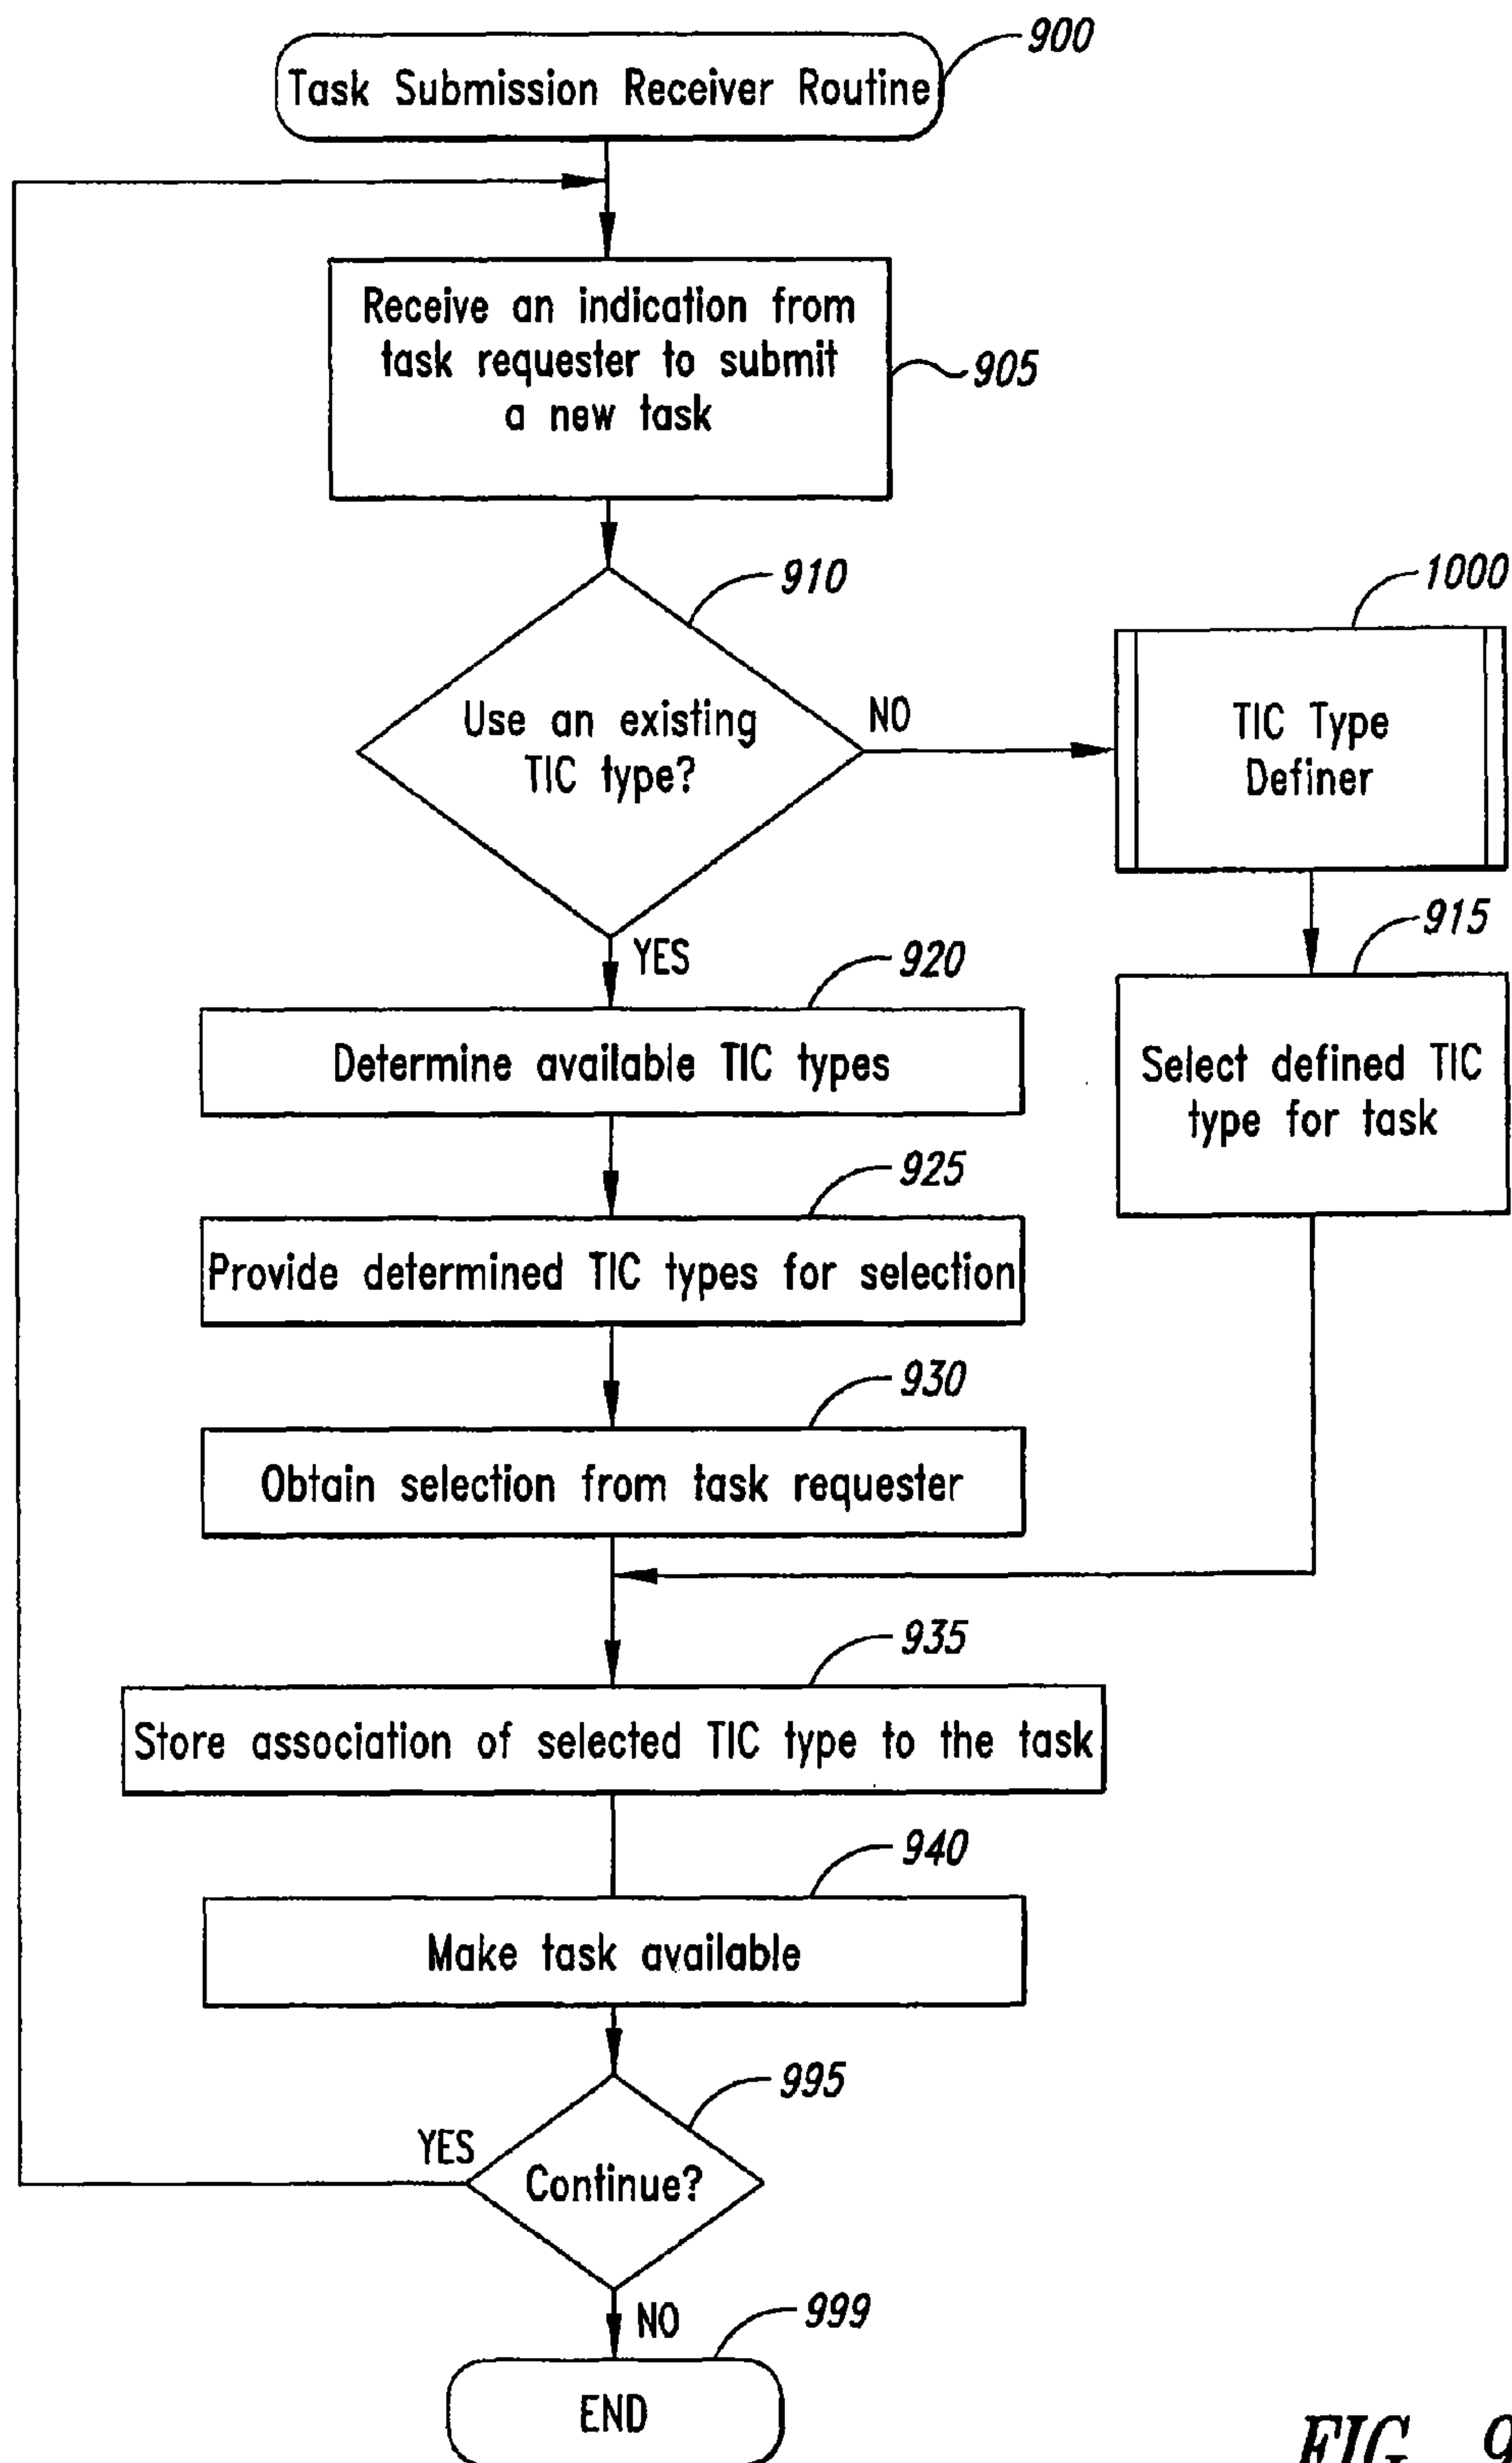 900
Task Submission Receiver Routine
Receive an indication from
task requester to submit
a new task
905
910
Use an existing
TIC type?
NO
1000
TIC Type
Definer
YES
915
Select defined TIC
type for task
920
Determine available TIC types
925
Provide determined TIC types for selection
930
Obtain selection from task requester
935
Store association of selected TIC type to the task
940
Make task available
995
YES
Continue?
NO
999
END
FIG. 9